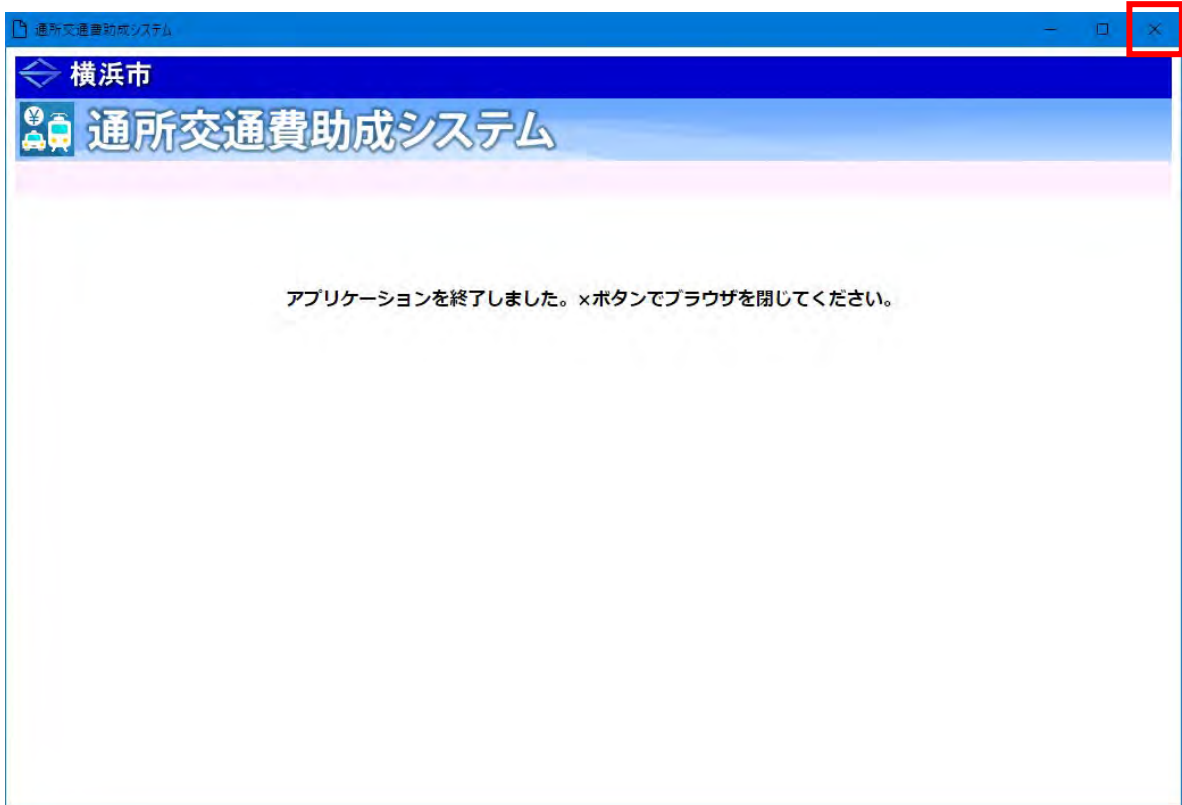 通所交通費助成システム
横浜市
通所交通費助成システム
アプリケーションを終了しました。×ボタンでブラウザを閉じてください。